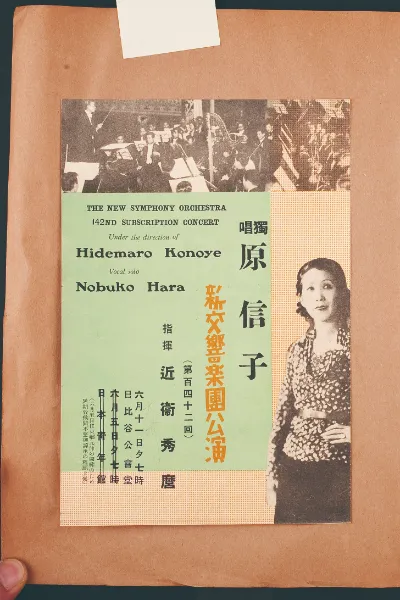 THE NEW SYMPHONY ORCHESTRA
142ND SUBSCRIPTION CONCERT
Under the direction of
Hidemaro Konoye
Vocal solo
Nobuko Hara
獨唱
原信子
新交響楽團公演
(第百四十二回)
指揮 近衛秀麿
六月十一日夕七時
日比谷公會堂
六月五日夕七時
日本青年館